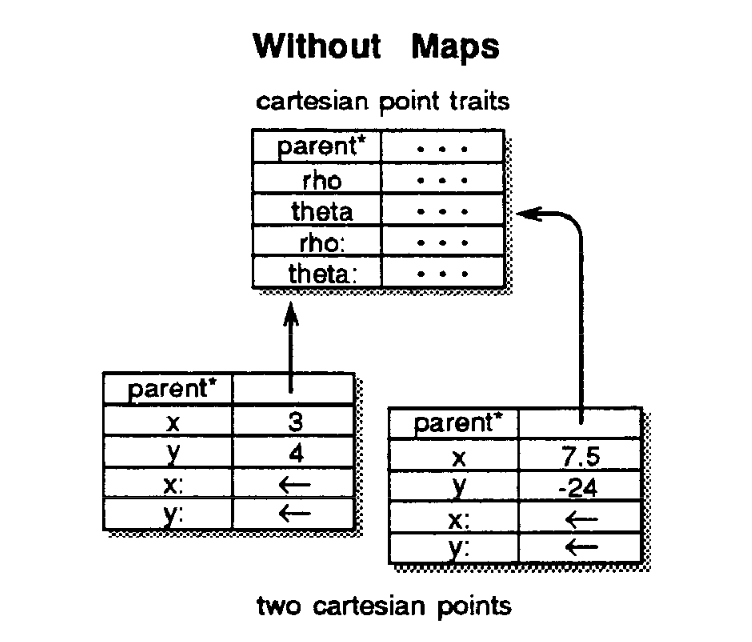 Without Maps
cartesian point traits
parent* . . .
rho . . .
theta . . .
rho: . . .
theta: . . .
parent*
x 3
y 4
x: ←
y: ←
parent*
x 7.5
y -24
x: ←
y: ←
two cartesian points